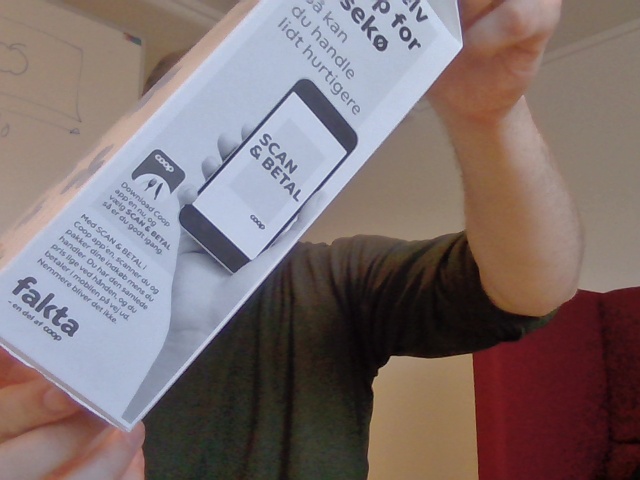 elv
p for
sekø
så kan
du handle
lidt hurtigere
SCAN
& BETAL
coop
coop
Download Coop
app en nu, og
vælg SCAN & BETAL
så er du godt igang.
Med SCAN & BETAL i
Coop app en, scanner du og
pakker dine indkøb mens du
handler. Du har den samlede
pris lige ved hånden, og du
betaler i mobilen på vej ud.
Nemmere bliver det ikke.
fakta
- en del af coop